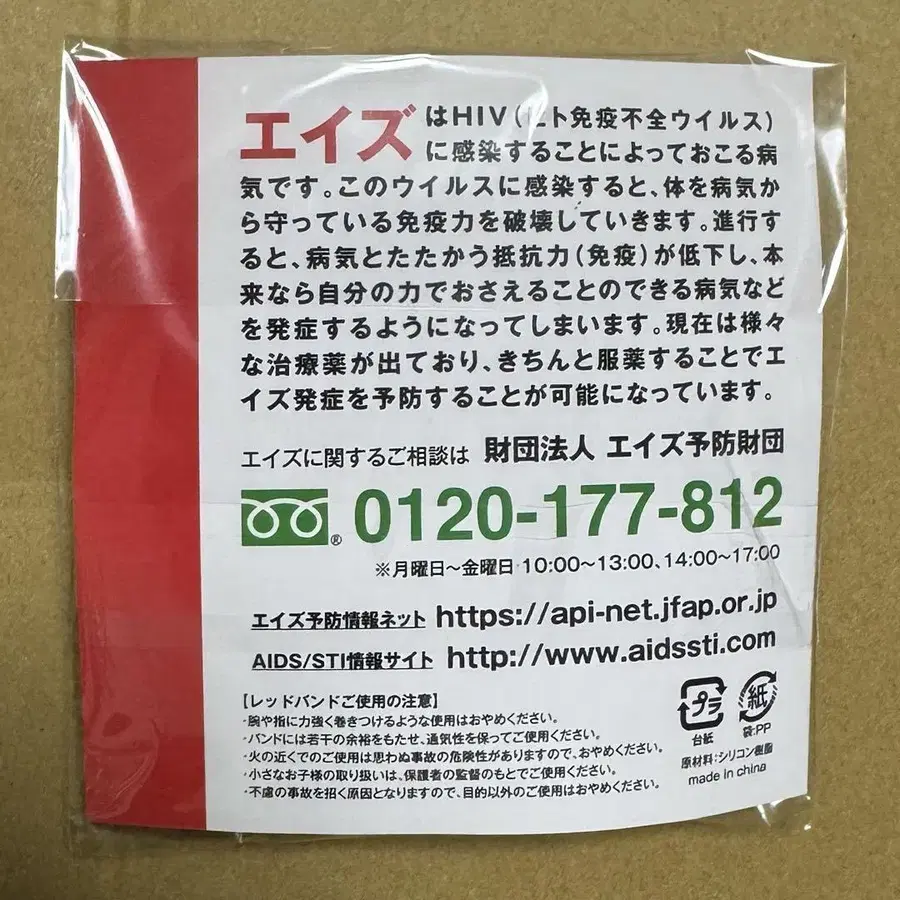 エイズはHIV(ヒト免疫不全ウイルス)
に感染することによっておこる病
気です。このウイルスに感染すると、体を病気か
ら守っている免疫力を破壊していきます。進行す
ると、病気とたたかう抵抗力(免疫)が低下し、本
来なら自分の力でおさえることのできる病気など
を発症するようになってしまいます。現在は様々
な治療薬が出ており、きちんと服薬することでエ
イズ発症を予防することが可能になっています。
エイズに関するご相談は 財団法人 エイズ予防財団
® 0120-177-812
※月曜日〜金曜日 10:00〜13:00、14:00〜17:00
エイズ予防情報ネット https://api-net.jfap.or.jp
AIDS/STI情報サイト http://www.aidssti.com
【レッドバンドご使用の注意】
・腕や指に力強く巻きつけるような使用はおやめください。
・バンドには若干の余裕をもたせ、通気性を保ってご使用ください。
・火の近くでのご使用は思わぬ事故の危険性がありますので、おやめください。
・小さなお子様の取り扱いは、保護者の監督のもとでご使用ください。
・不慮の事故を招く原因となりますので、目的以外のご使用はおやめください。
プラ 紙
台紙 袋:PP
原材料:シリコン樹脂
made in china